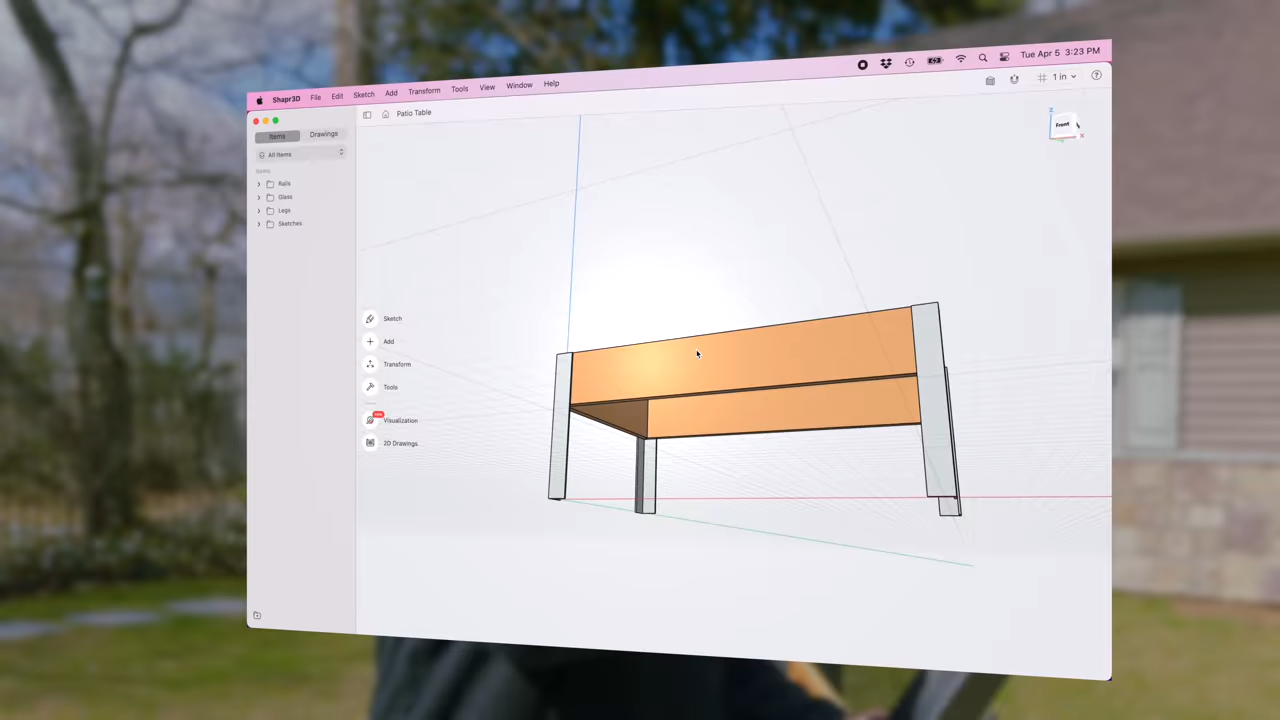 Shapr3D File Edit Sketch Add Transform Tools View Window Help Tue Apr 5 3:23 PM
Patio Table 1 in
Items Drawings
All Items
Rails
Glass
Legs
Sketches
Front
Z
X
Sketch
Add
Transform
Tools
Visualization
2D Drawings